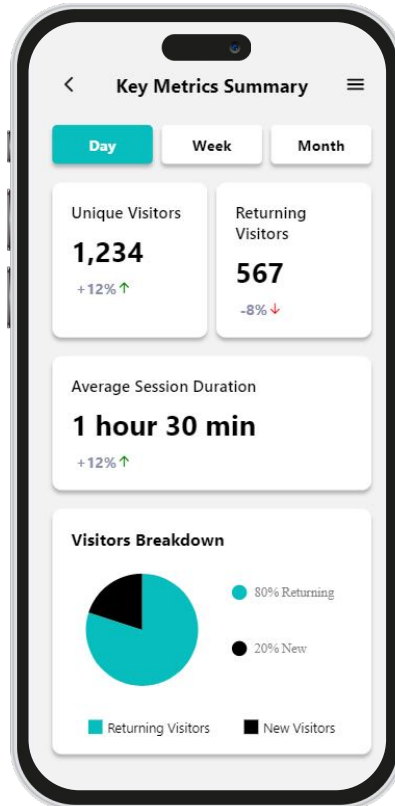 Key Metrics Summary
Day
Week
Month
Unique Visitors
1,234
+12%↑
Returning
Visitors
567
-8%↓
Average Session Duration
1 hour 30 min
+12%↑
Visitors Breakdown
80% Returning
20% New
Returning Visitors
New Visitors